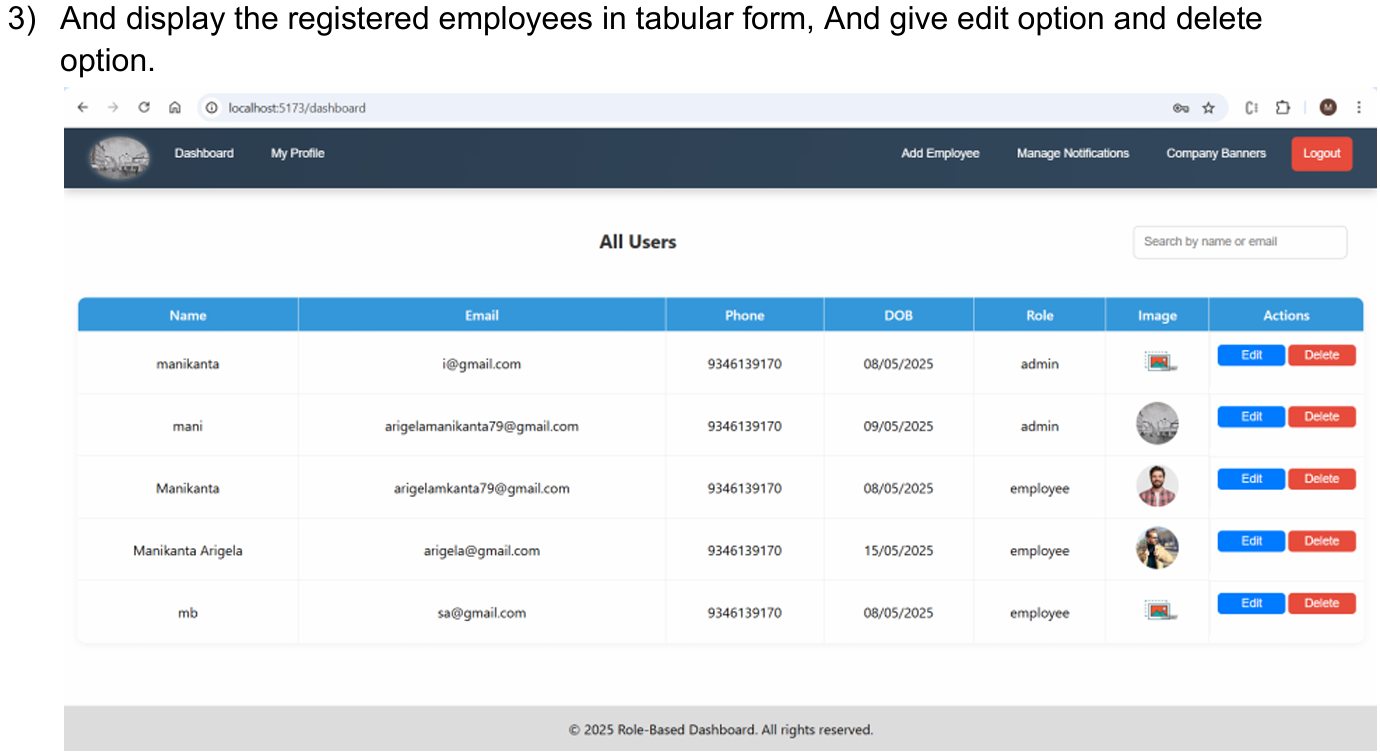 3) And display the registered employees in tabular form, And give edit option and delete
option.
localhost:5173/dashboard M
Dashboard My Profile Add Employee Manage Notifications Company Banners Logout
All Users Search by name or email
Name Email Phone DOB Role Image Actions
manikanta i@gmail.com 9346139170 08/05/2025 admin Edit Delete
mani arigelamanikanta79@gmail.com 9346139170 09/05/2025 admin Edit Delete
Manikanta arigelamkanta79@gmail.com 9346139170 08/05/2025 employee Edit Delete
Manikanta Arigela arigela@gmail.com 9346139170 15/05/2025 employee Edit Delete
mb sa@gmail.com 9346139170 08/05/2025 employee Edit Delete
© 2025 Role-Based Dashboard. All rights reserved.